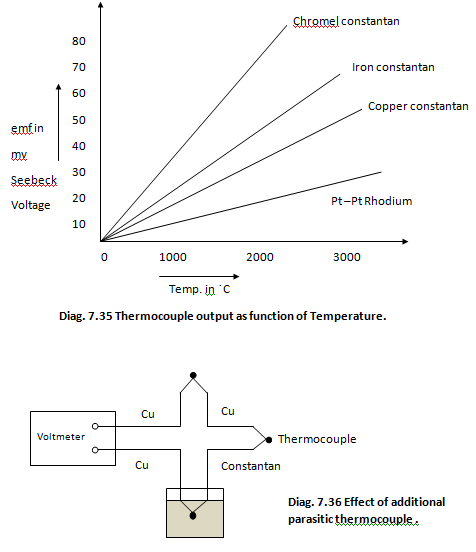 Chromel constantan
80
70
Iron constantan
60
Copper constantan
50
emf in
mv
Seebeck
Voltage
40
30
20
10
Pt–Pt Rhodium
0 1000 2000 3000
Temp. in ˚C
Diag. 7.35 Thermocouple output as function of Temperature.
Cu
Cu
Voltmeter
Thermocouple
Cu
Constantan
Diag. 7.36 Effect of additional
parasitic thermocouple .